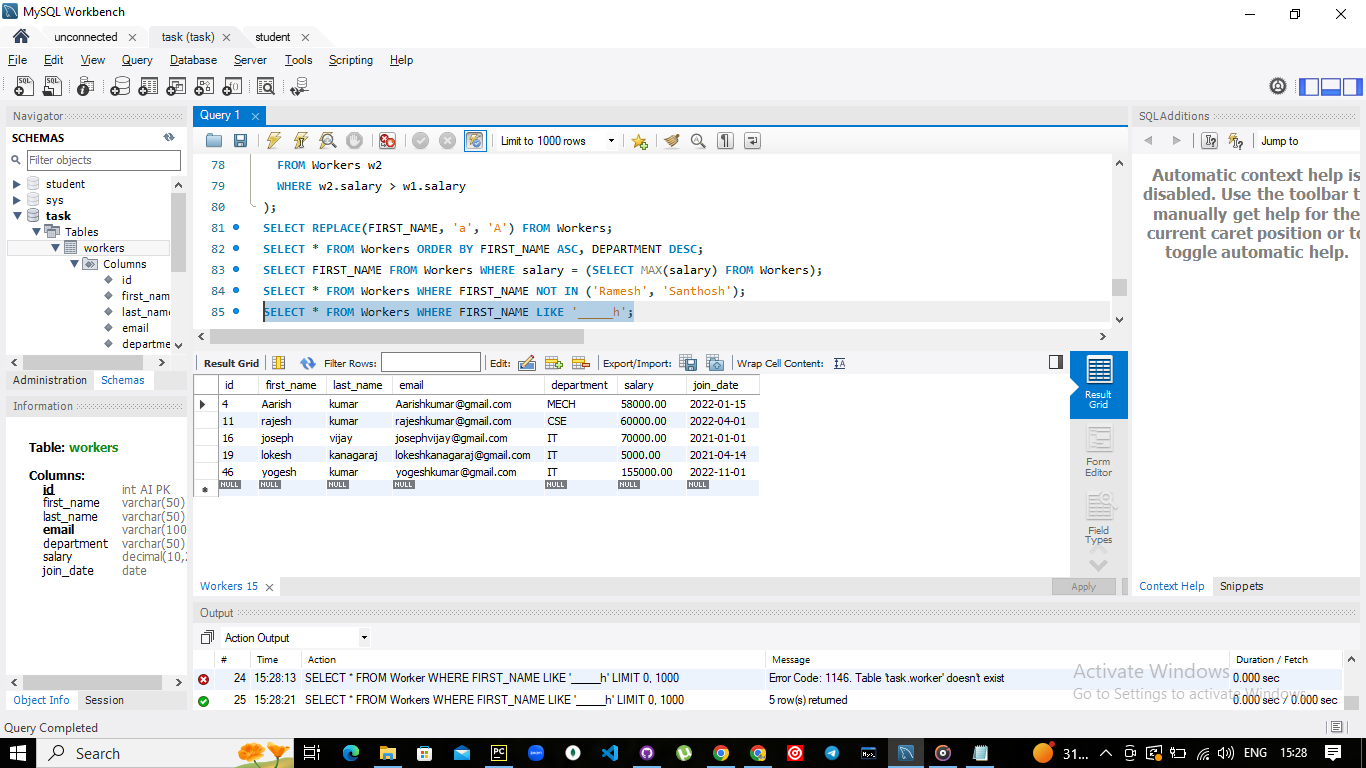 MySQL Workbench
unconnected task (task) student
File Edit View Query Database Server Tools Scripting Help
Navigator
SCHEMAS
Filter objects
student
sys
task
Tables
workers
Columns
id
first_nam
last_name
email
departme
Administration Schemas
Information
Table: workers
Columns:
id int AI PK
first_name varchar(50)
last_name varchar(50)
email varchar(100
department varchar(50)
salary decimal(10,
join_date date
Object Info Session
Query 1
Limit to 1000 rows
78 FROM Workers w2
79 WHERE w2.salary > w1.salary
80 );
81 SELECT REPLACE(FIRST_NAME, 'a', 'A') FROM Workers;
82 SELECT * FROM Workers ORDER BY FIRST_NAME ASC, DEPARTMENT DESC;
83 SELECT FIRST_NAME FROM Workers WHERE salary = (SELECT MAX(salary) FROM Workers);
84 SELECT * FROM Workers WHERE FIRST_NAME NOT IN ('Ramesh', 'Santhosh');
85 SELECT * FROM Workers WHERE FIRST_NAME LIKE '_____h';
Result Grid Filter Rows: Edit: Export/Import: Wrap Cell Content:
id first_name last_name email department salary join_date
4 Aarish kumar Aarishkumar@gmail.com MECH 58000.00 2022-01-15
11 rajesh kumar rajeshkumar@gmail.com CSE 60000.00 2022-04-01
16 joseph vijay josephvijay@gmail.com IT 70000.00 2021-01-01
19 lokesh kanagaraj lokeshkanagaraj@gmail.com IT 5000.00 2021-04-14
46 yogesh kumar yogeshkumar@gmail.com IT 155000.00 2022-11-01
NULL NULL NULL NULL NULL NULL NULL
Result
Grid
Form
Editor
Field
Types
Workers 15
Apply
SQLAdditions
Jump to
Automatic context help is
disabled. Use the toolbar t
manually get help for the
current caret position or to
toggle automatic help.
Context Help Snippets
Output
Action Output
# Time Action Message Duration / Fetch
24 15:28:13 SELECT * FROM Worker WHERE FIRST_NAME LIKE '_____h' LIMIT 0, 1000 Error Code: 1146. Table 'task.worker' doesn't exist 0.000 sec
25 15:28:21 SELECT * FROM Workers WHERE FIRST_NAME LIKE '_____h' LIMIT 0, 1000 5 row(s) returned 0.000 sec / 0.000 sec
Activate Windows
Go to Settings to activate Windows.
Query Completed
Search
31... ENG 15:28